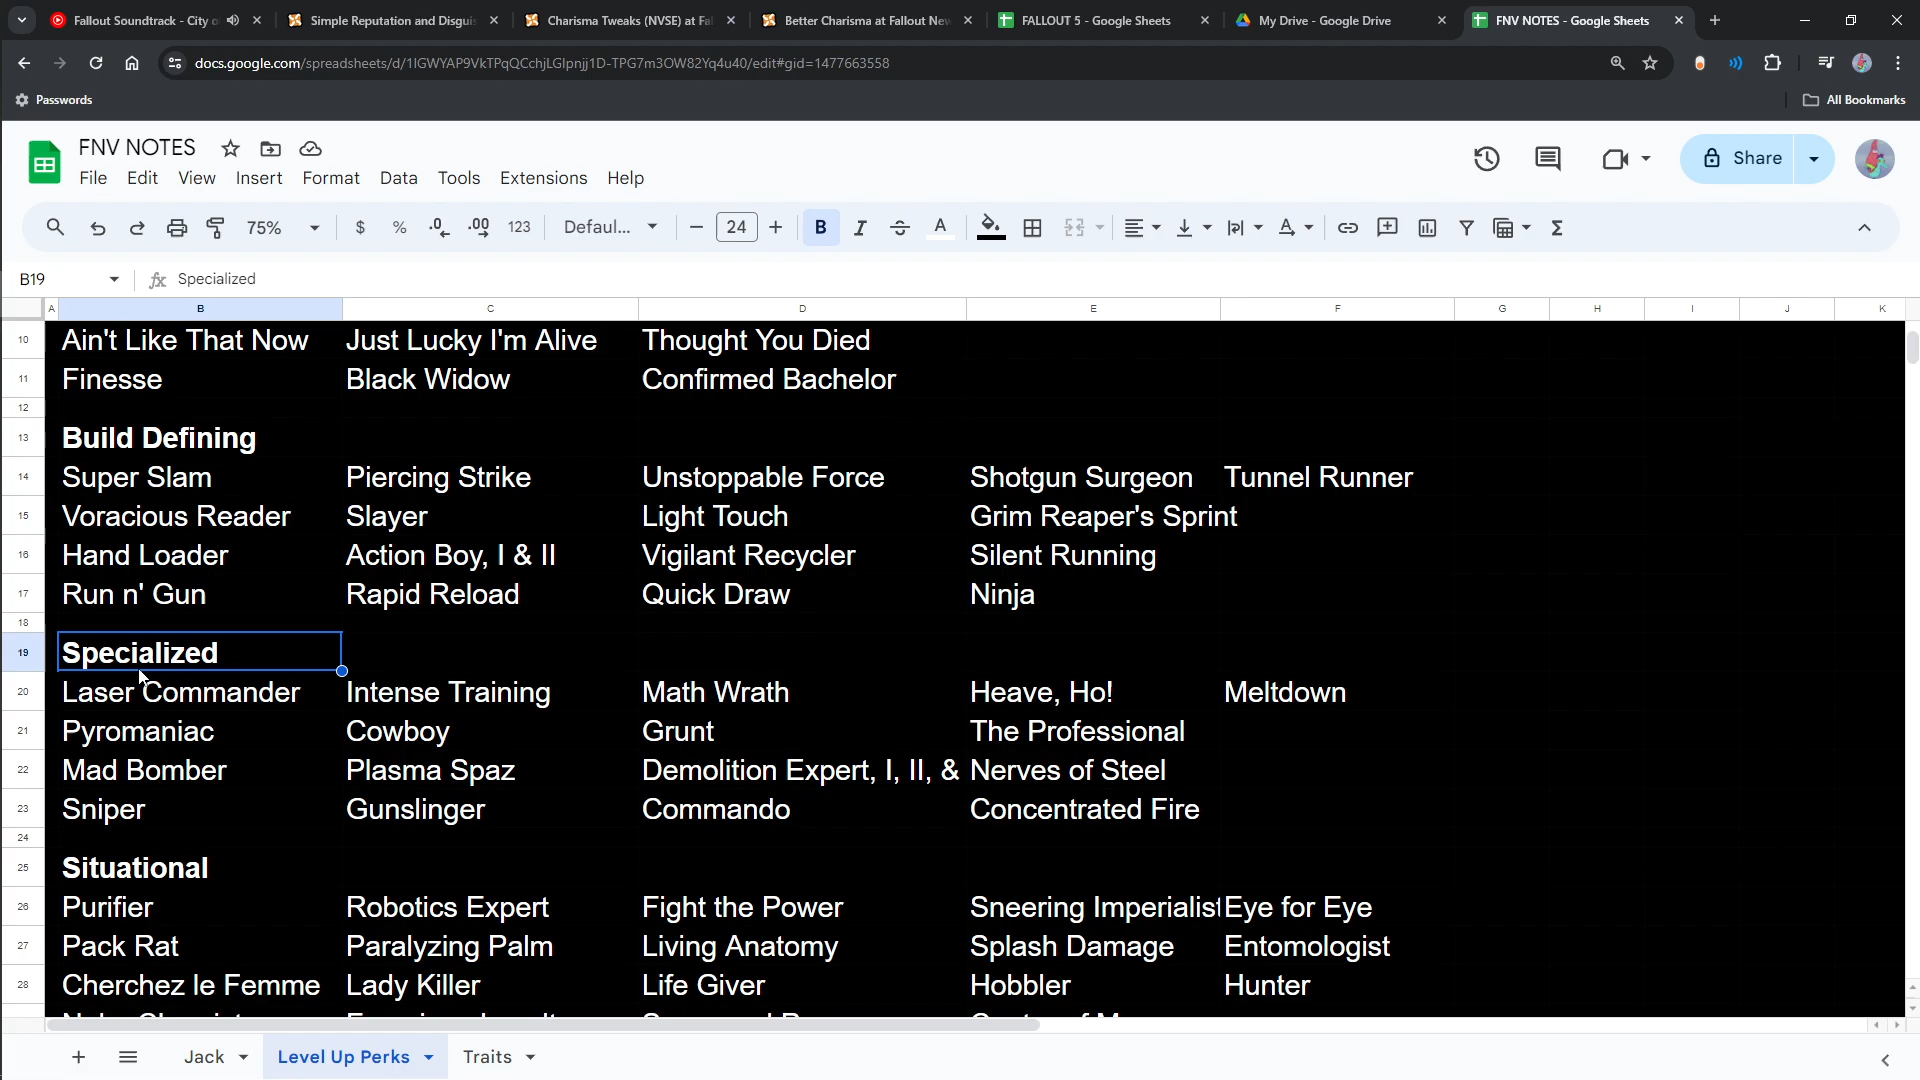 Fallout Soundtrack - City o
Simple Reputation and Disguis
Charisma Tweaks (NVSE) at Fal
Better Charisma at Fallout New
FALLOUT 5 - Google Sheets
My Drive - Google Drive
FNV NOTES - Google Sheets
docs.google.com/spreadsheets/d/1IGWYAP9VkTPqQCchjLGlpnjj1D-TPG7m3OW82Yq4u40/edit#gid=1477663558
Passwords
All Bookmarks
FNV NOTES
File Edit View Insert Format Data Tools Extensions Help
Share
75% $ % .0 .00 123 Defaul... 24 B I A
B19 fx Specialized
A B C D E F G H I J K
10 Ain't Like That Now Just Lucky I'm Alive Thought You Died
11 Finesse Black Widow Confirmed Bachelor
12
13 Build Defining
14 Super Slam Piercing Strike Unstoppable Force Shotgun Surgeon Tunnel Runner
15 Voracious Reader Slayer Light Touch Grim Reaper's Sprint
16 Hand Loader Action Boy, I & II Vigilant Recycler Silent Running
17 Run n' Gun Rapid Reload Quick Draw Ninja
18
19 Specialized
20 Laser Commander Intense Training Math Wrath Heave, Ho! Meltdown
21 Pyromaniac Cowboy Grunt The Professional
22 Mad Bomber Plasma Spaz Demolition Expert, I, II, & Nerves of Steel
23 Sniper Gunslinger Commando Concentrated Fire
24
25 Situational
26 Purifier Robotics Expert Fight the Power Sneering Imperialist Eye for Eye
27 Pack Rat Paralyzing Palm Living Anatomy Splash Damage Entomologist
28 Cherchez le Femme Lady Killer Life Giver Hobbler Hunter
Jack Level Up Perks Traits